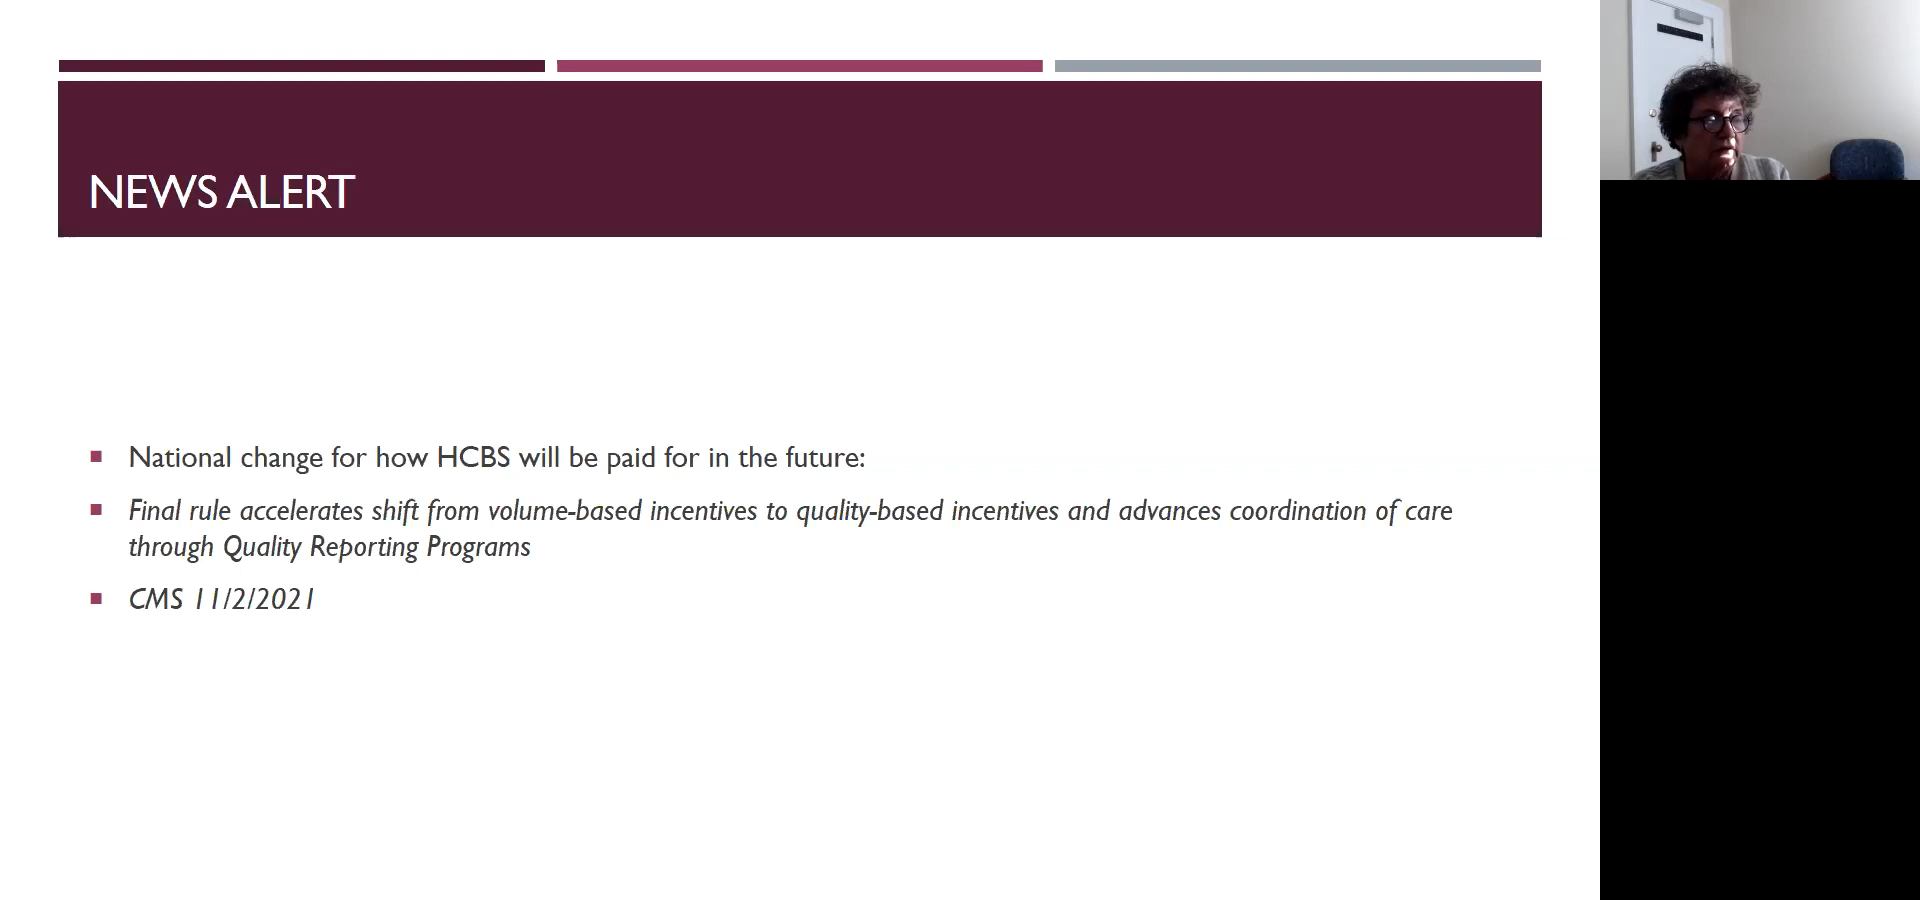 NEWS ALERT
National change for how HCBS will be paid for in the future:
Final rule accelerates shift from volume-based incentives to quality-based incentives and advances coordination of care
through Quality Reporting Programs
CMS 11/2/2021